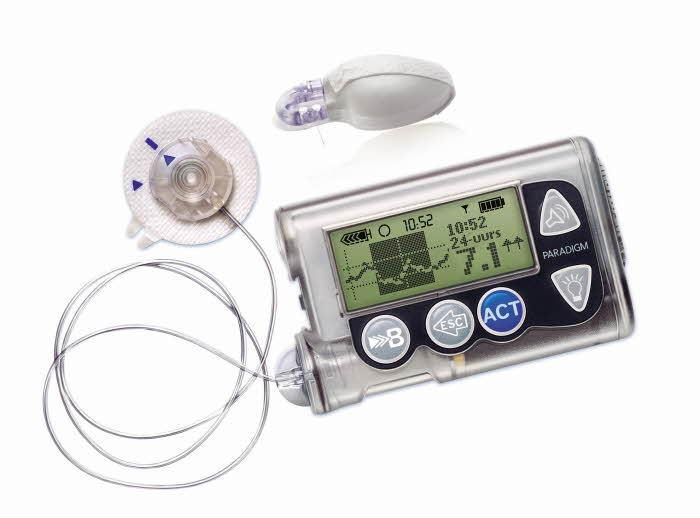 H 10:52
10:52
24-uurs
7.1
PARADIGM
B
ESC
ACT